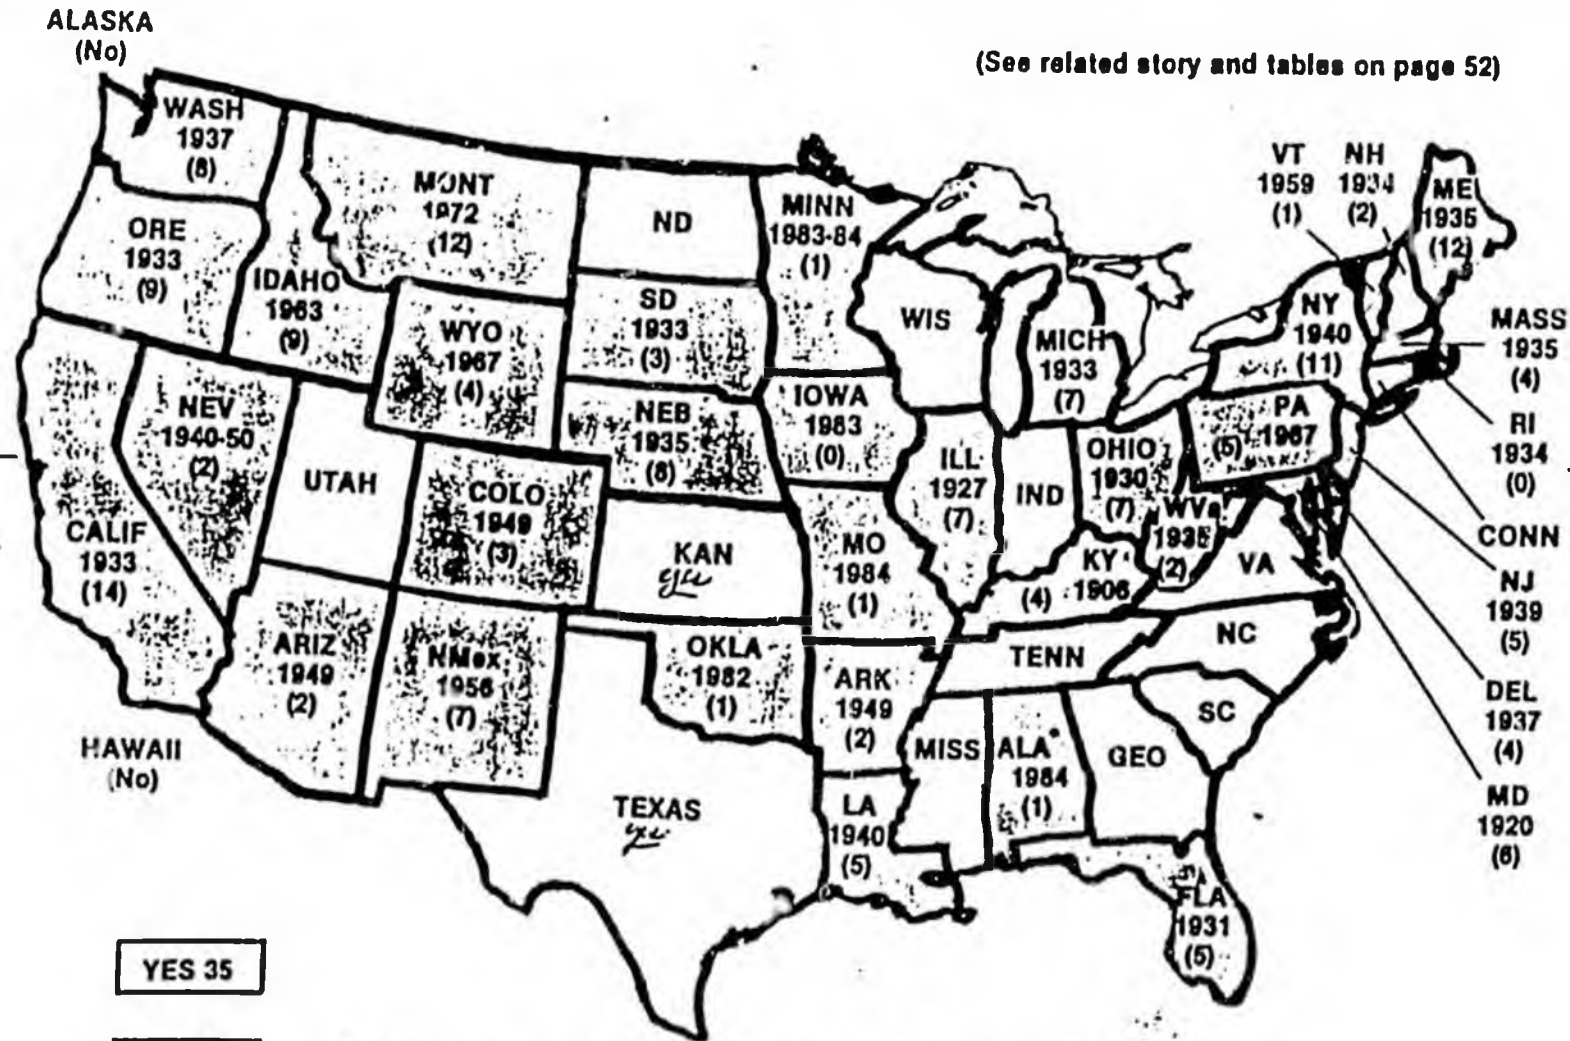 ALASKA
(No)
(See related story and tables on page 52)
WASH
1937
(8)
MONT
1972
(12)
ND
MINN
1983-84
(1)
VT
1959
(1)
NH
1934
(2)
ME
1935
(12)
ORE
1933
(9)
IDAHO
1963
(9)
WYO
1967
(4)
SD
1933
(3)
WIS
MICH
1933
(7)
NY
1940
(11)
MASS
1935
(4)
NEV
1940-50
(2)
NEB
1935
(6)
IOWA
1983
(0)
ILL
1927
(7)
IND
OHIO
1930
(7)
PA
(5) 1967
RI
1934
(0)
CALIF
1933
(14)
UTAH
COLO
1949
(3)
KAN
MO
1984
(1)
KY
(4) 1906
WVa
1935
(2)
VA
CONN
NJ
1939
(5)
ARIZ
1949
(2)
NMex
1956
(7)
OKLA
1982
(1)
ARK
1949
(2)
TENN
NC
SC
DEL
1937
(4)
HAWAII
(No)
TEXAS
LA
1940
(5)
MISS
ALA*
1984
(1)
GEO
MD
1920
(6)
FLA
1931
(5)
YES 35